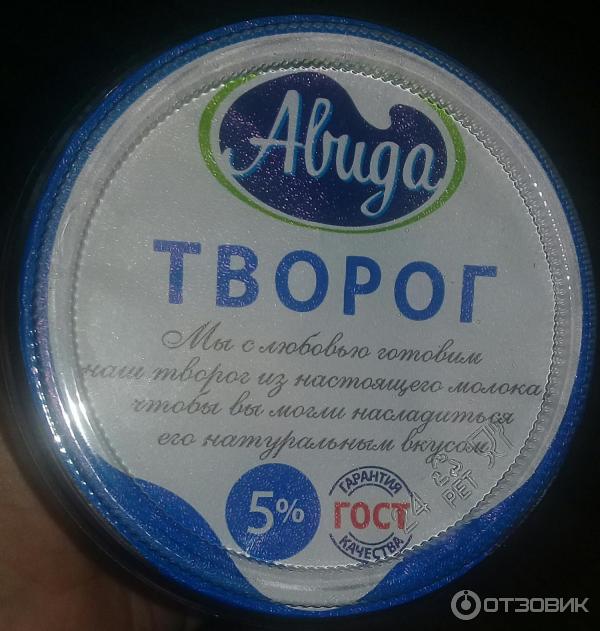 Авида
ТВОРОГ
Мы с любовью готовим
наш творог из настоящего молока
чтобы вы могли насладиться
его натуральным вкусом
5%
ГАРАНТИЯ
ГОСТ
КАЧЕСТВА
PET
ОТЗОВИК